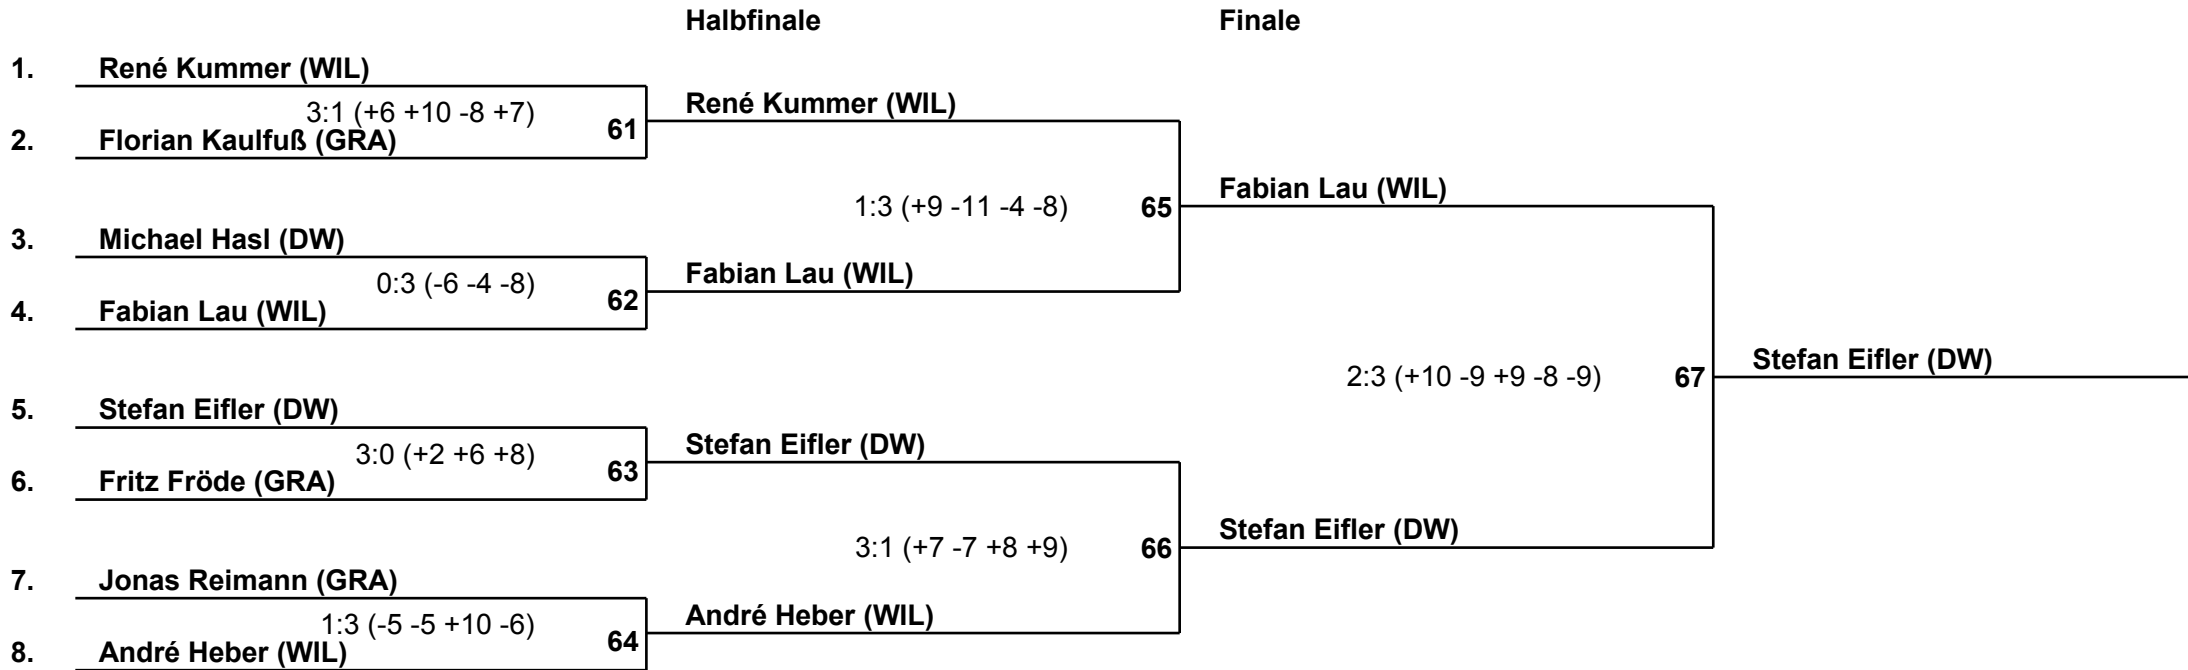 Halbfinale Finale
1. René Kummer (WIL)
René Kummer (WIL)
3:1 (+6 +10 -8 +7) 61
2. Florian Kaulfuß (GRA)
Fabian Lau (WIL)
1:3 (+9 -11 -4 -8) 65
3. Michael Hasl (DW)
Fabian Lau (WIL)
0:3 (-6 -4 -8) 62
4. Fabian Lau (WIL)
Stefan Eifler (DW)
2:3 (+10 -9 +9 -8 -9) 67
5. Stefan Eifler (DW)
Stefan Eifler (DW)
3:0 (+2 +6 +8) 63
6. Fritz Fröde (GRA)
Stefan Eifler (DW)
3:1 (+7 -7 +8 +9) 66
7. Jonas Reimann (GRA)
André Heber (WIL)
1:3 (-5 -5 +10 -6) 64
8. André Heber (WIL)